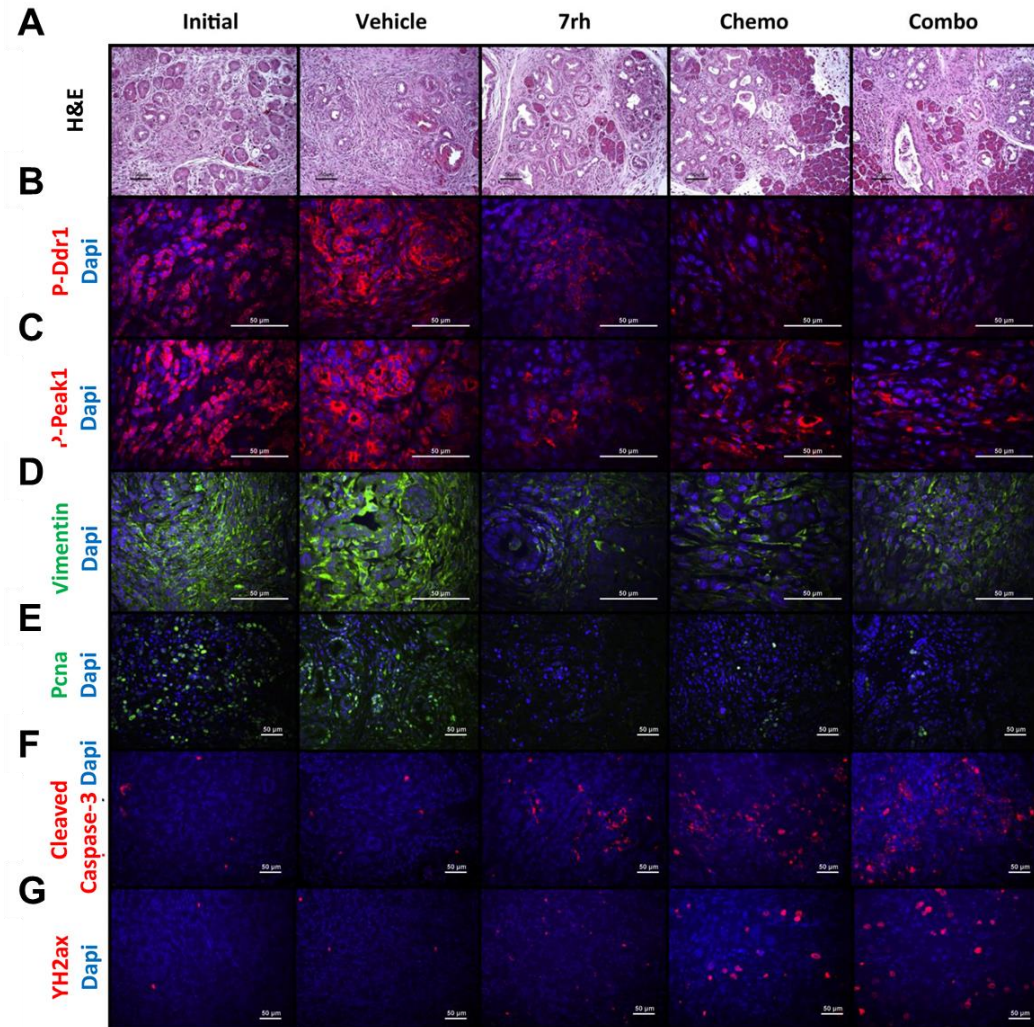 A Initial Vehicle 7rh Chemo Combo
H&E
B
P-Ddr1
Dapi
50 µm 50 µm 50 µm 50 µm 50 µm
C
-Peak1
Dapi
50 µm 50 µm 50 µm 50 µm 50 µm
D
Vimentin
Dapi
50 µm 50 µm 50 µm 50 µm 50 µm
E
Pcna
Dapi
50 µm 50 µm 50 µm 50 µm 50 µm
F
Cleaved Dapi
Caspase-3
50 µm 50 µm 50 µm 50 µm 50 µm
G
YH2ax
Dapi
50 µm 50 µm 50 µm 50 µm 50 µm